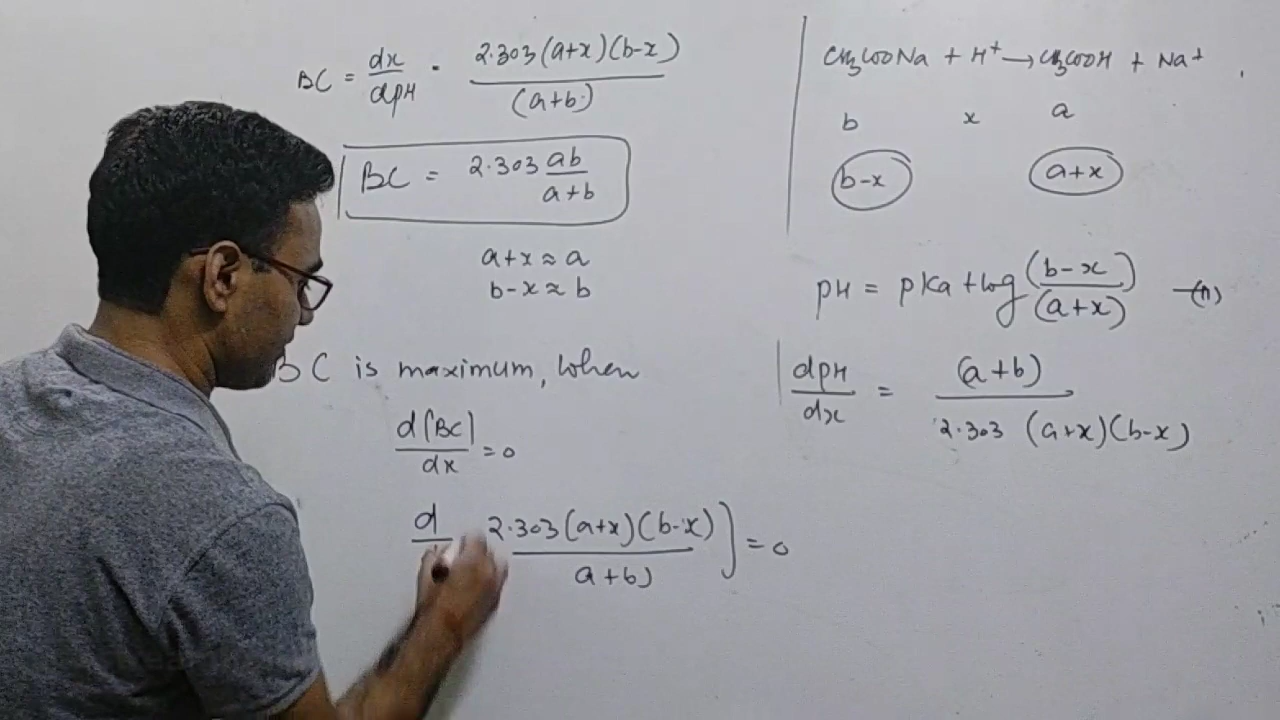 BC = dx/dpH = 2.303(a+x)(b-x)/(a+b)
BC = 2.303 ab/a+b
a+x ≈ a
b-x ≈ b
BC is maximum, when
d[BC]/dx = 0
d 2.303(a+x)(b-x)/a+b] = 0
CH3COONa + H+ → CH3COOH + Na+
b x a
b-x a+x
pH = pKa + log (b-x)/(a+x)
dpH/dx = (a+b)/2.303 (a+x)(b-x)